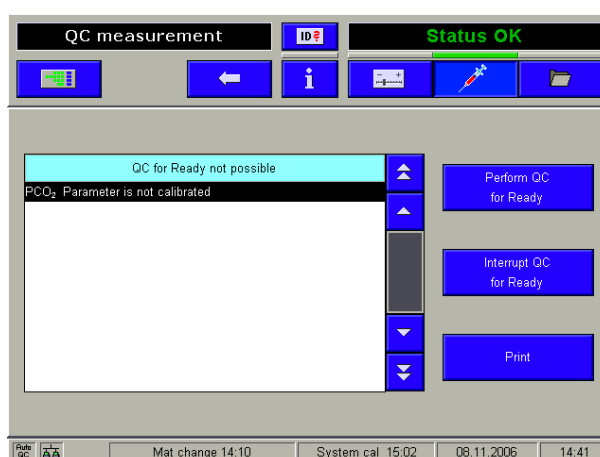 QC measurement
ID?
Status OK
i
- +
QC for Ready not possible
PCO₂ Parameter is not calibrated
Perform QC
for Ready
Interrupt QC
for Ready
Print
Auto
QC
Mat change 14:10
System cal 15:02
08.11.2006
14:41